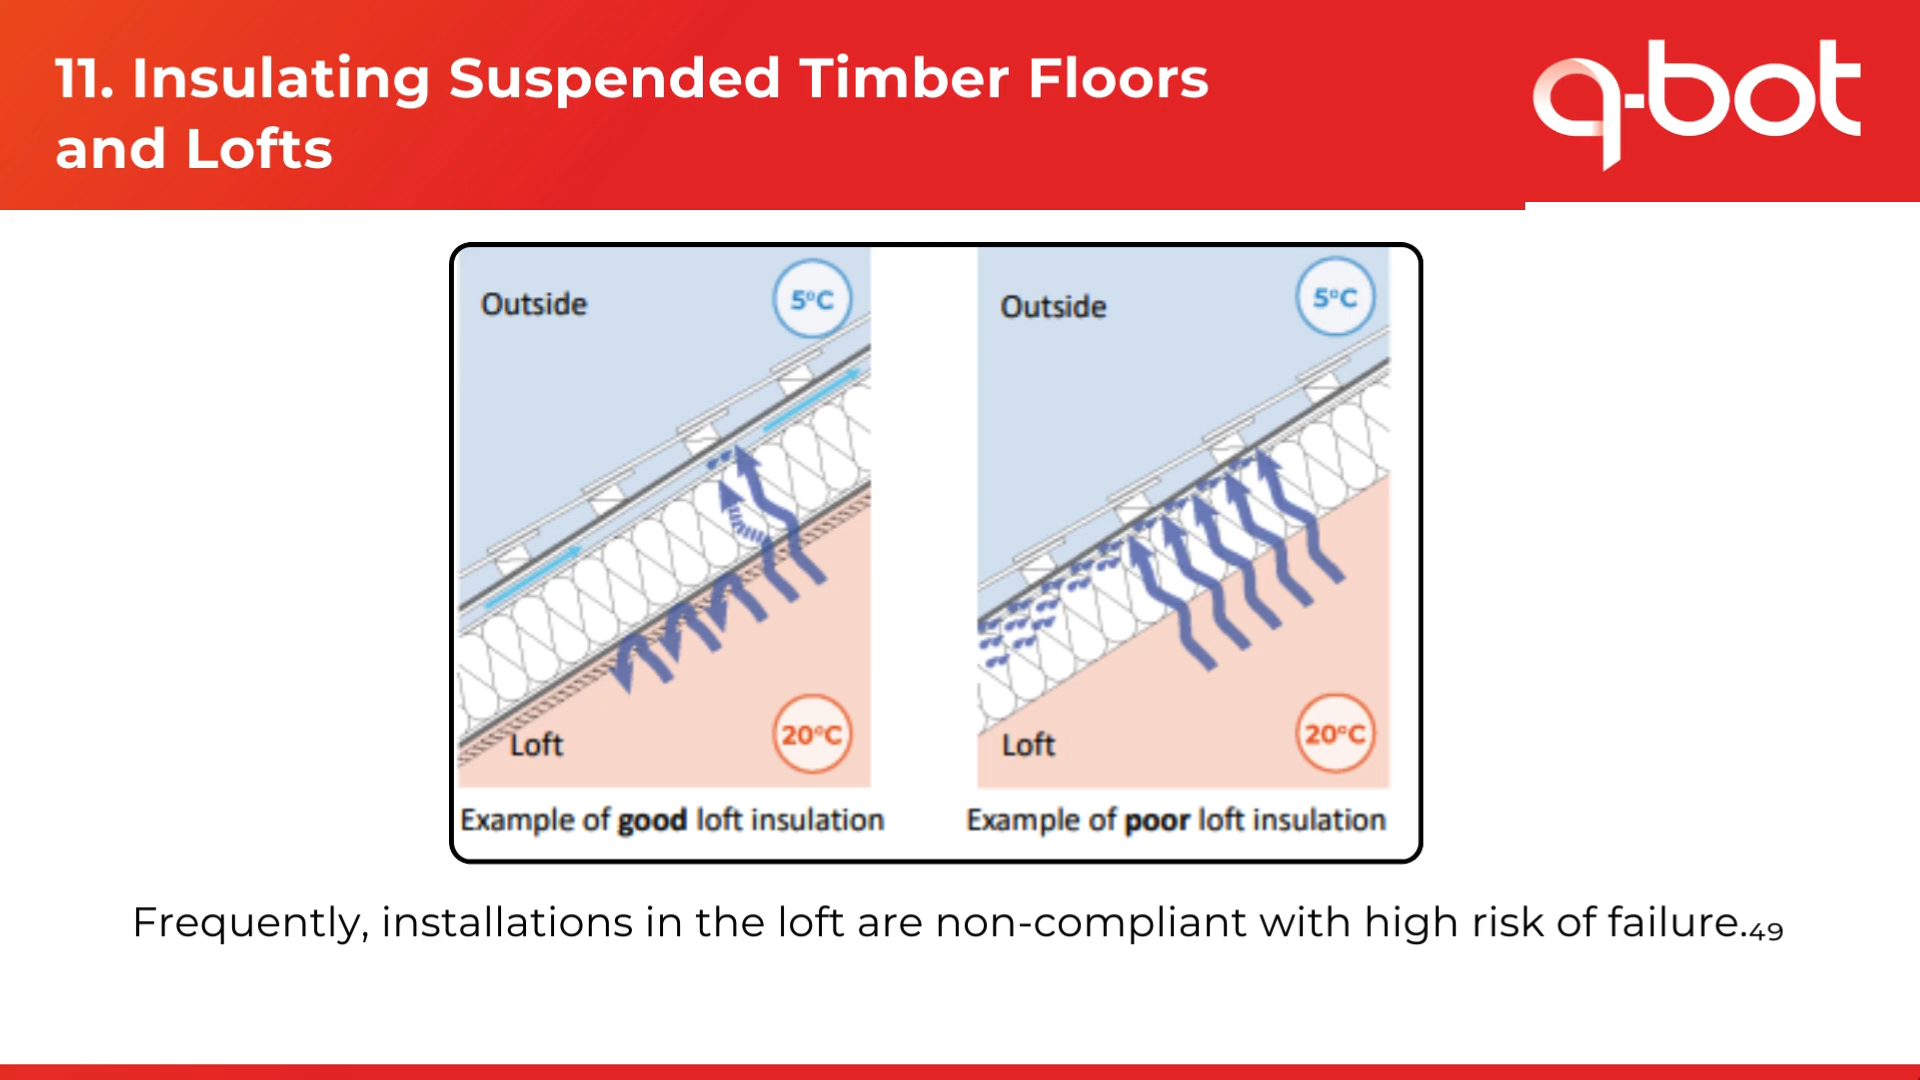 11. Insulating Suspended Timber Floors
and Lofts
q-bot
Outside
5°C
Loft
20°C
Example of good loft insulation
Outside
5°C
Loft
20°C
Example of poor loft insulation
Frequently, installations in the loft are non-compliant with high risk of failure.49